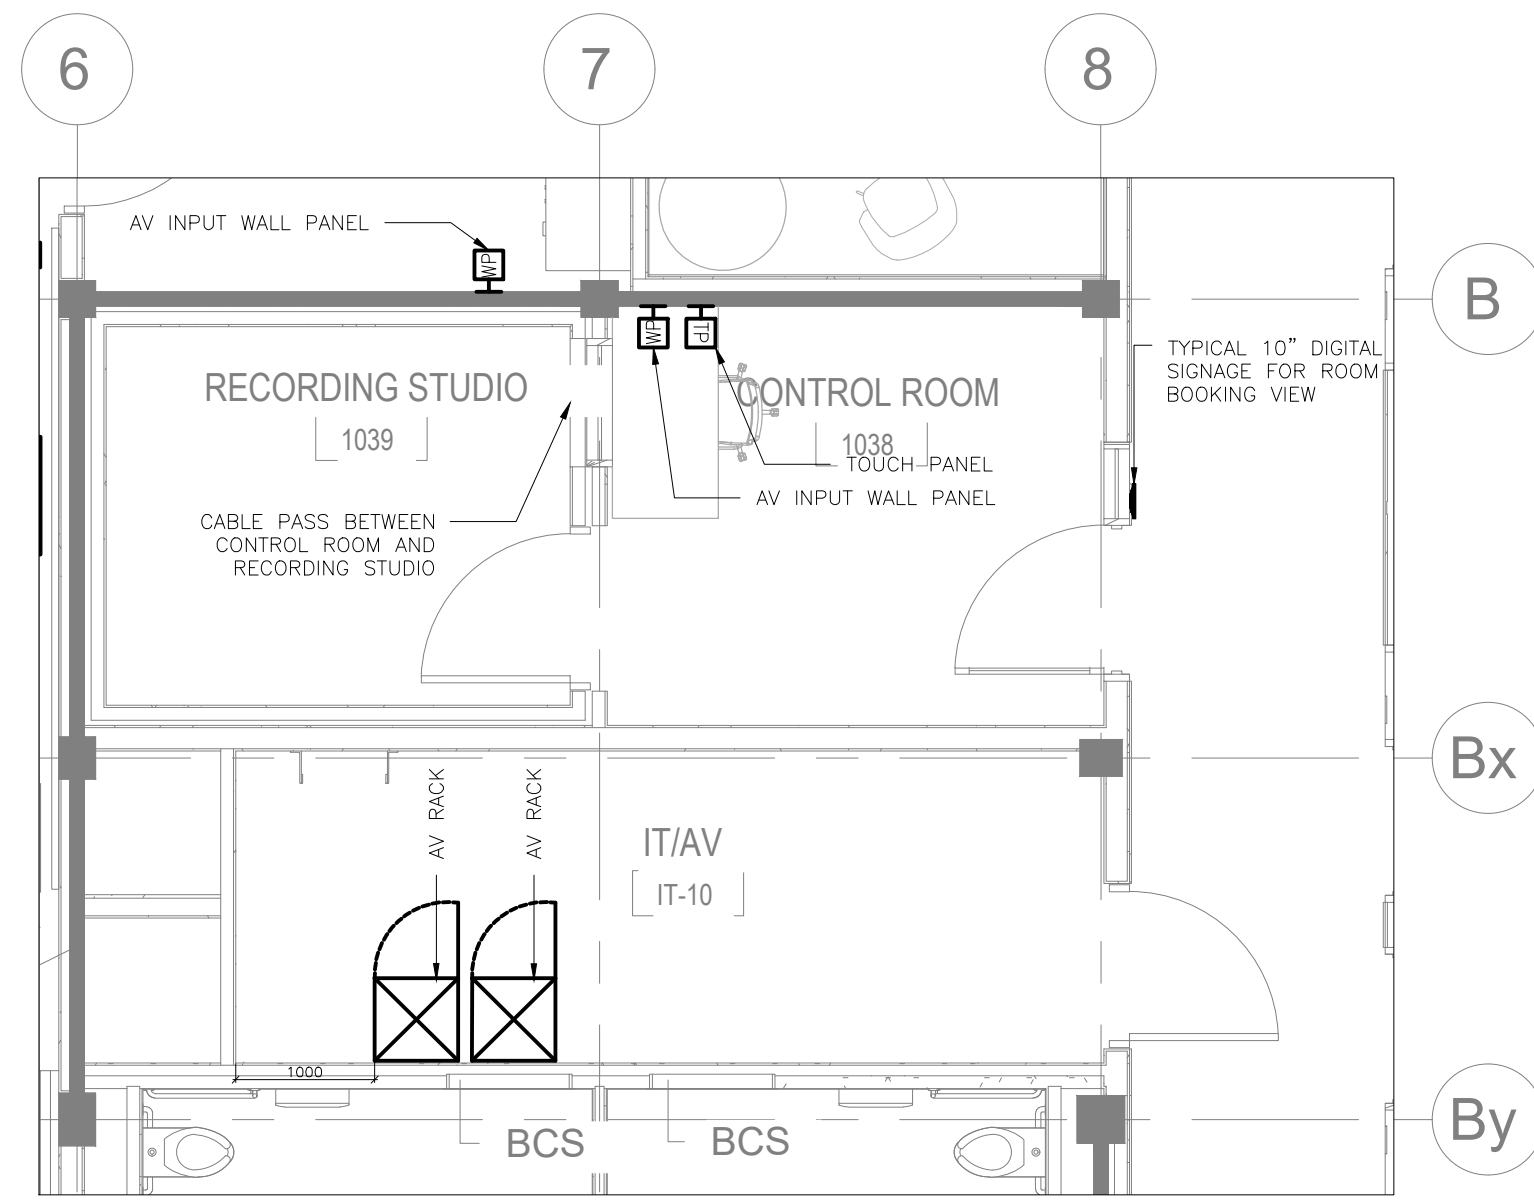 6
7
8
AV INPUT WALL PANEL
WP
B
WP
TP
TYPICAL 10” DIGITAL
SIGNAGE FOR ROOM
BOOKING VIEW
RECORDING STUDIO
1039
CONTROL ROOM
1038
TOUCH PANEL
AV INPUT WALL PANEL
CABLE PASS BETWEEN
CONTROL ROOM AND
RECORDING STUDIO
Bx
AV RACK
AV RACK
IT/AV
IT-10
1000
BCS
BCS
By